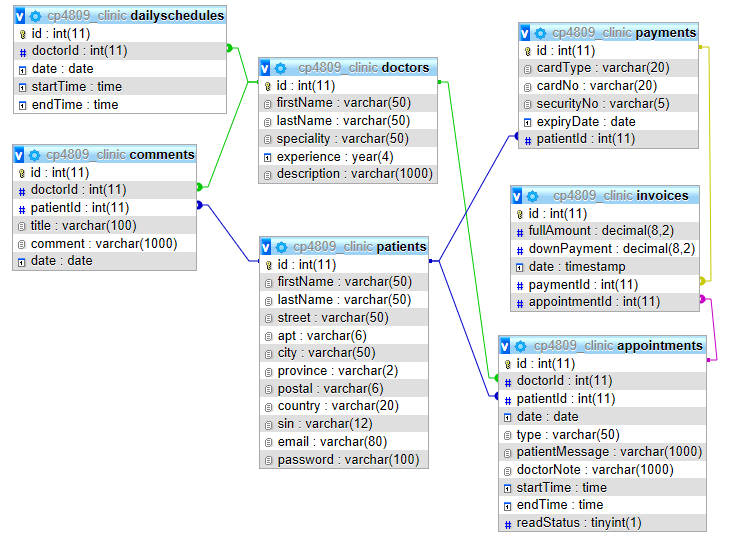 cp4809_clinic dailyschedules
id : int(11)
doctorId : int(11)
date : date
startTime : time
endTime : time
cp4809_clinic comments
id : int(11)
doctorId : int(11)
patientId : int(11)
title : varchar(100)
comment : varchar(1000)
date : date
cp4809_clinic doctors
id : int(11)
firstName : varchar(50)
lastName : varchar(50)
speciality : varchar(50)
experience : year(4)
description : varchar(1000)
cp4809_clinic patients
id : int(11)
firstName : varchar(50)
lastName : varchar(50)
street : varchar(50)
apt : varchar(6)
city : varchar(50)
province : varchar(2)
postal : varchar(6)
country : varchar(20)
sin : varchar(12)
email : varchar(80)
password : varchar(100)
cp4809_clinic payments
id : int(11)
cardType : varchar(20)
cardNo : varchar(20)
securityNo : varchar(5)
expiryDate : date
patientId : int(11)
cp4809_clinic invoices
id : int(11)
fullAmount : decimal(8,2)
downPayment : decimal(8,2)
date : timestamp
paymentId : int(11)
appointmentId : int(11)
cp4809_clinic appointments
id : int(11)
doctorId : int(11)
patientId : int(11)
date : date
type : varchar(50)
patientMessage : varchar(1000)
doctorNote : varchar(1000)
startTime : time
endTime : time
readStatus : tinyint(1)